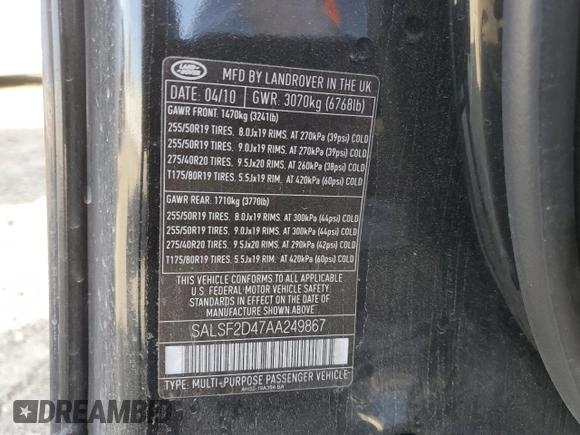 LAND
ROVER
MFD BY LANDROVER IN THE UK
DATE: 04/10 GWR: 3070kg (6768lb)
GAWR FRONT: 1470kg (3241lb)
255/50R19 TIRES. 8.0Jx19 RIMS. AT 270kPa (39psi) COLD
255/50R19 TIRES. 9.0Jx19 RIMS. AT 270kPa (39psi) COLD
275/40R20 TIRES. 9.5Jx20 RIMS. AT 260kPa (38psi) COLD
T175/80R19 TIRES. 5.5Jx19 RIM. AT 420kPa (60psi) COLD
GAWR REAR: 1710kg (3770lb)
255/50R19 TIRES. 8.0Jx19 RIMS. AT 300kPa (44psi) COLD
255/50R19 TIRES. 9.0Jx19 RIMS. AT 300kPa (44psi) COLD
275/40R20 TIRES. 9.5Jx20 RIMS. AT 290kPa (42psi) COLD
T175/80R19 TIRES. 5.5Jx19 RIM. AT 420kPa (60psi) COLD
THIS VEHICLE CONFORMS TO ALL APPLICABLE
U.S. FEDERAL-MOTOR VEHICLE SAFETY
STANDARDS IN EFFECT ON THE DATE OF
MANUFACTURE SHOWN ABOVE.
SALSF2D47AA249867
TYPE: MULTI-PURPOSE PASSENGER VEHICLE
DREAMBID